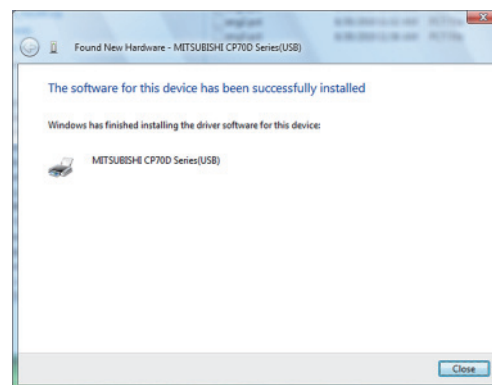 Found New Hardware - MITSUBISHI CP70D Series(USB)
The software for this device has been successfully installed
Windows has finished installing the driver software for this device:
MITSUBISHI CP70D Series(USB)
Close